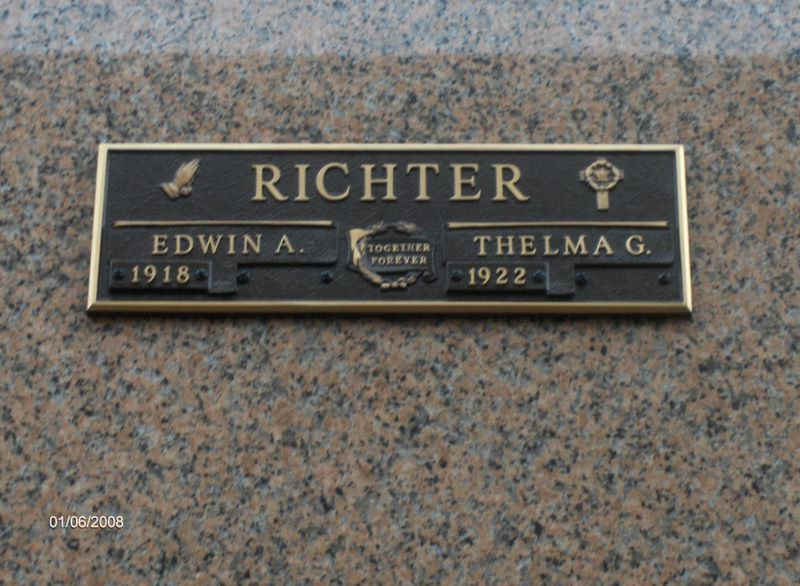 RICHTER
EDWIN A.
1918
TOGETHER
FOREVER
THELMA G.
1922
01/06/2008